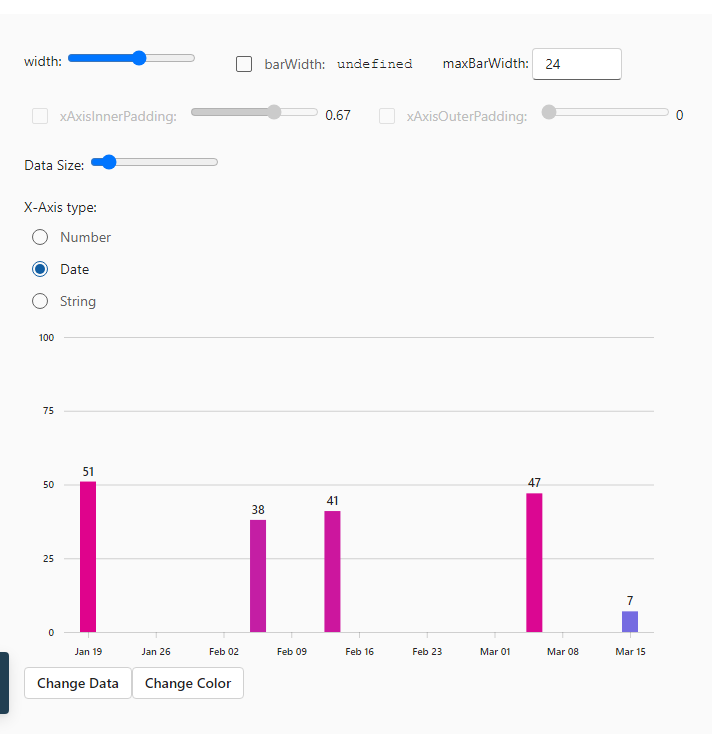 width: barWidth: undefined maxBarWidth: 24
xAxisInnerPadding: 0.67 xAxisOuterPadding: 0
Data Size:
X-Axis type:
Number
Date
String
100
75
50
25
0
51
38
41
47
7
Jan 19 Jan 26 Feb 02 Feb 09 Feb 16 Feb 23 Mar 01 Mar 08 Mar 15
Change Data Change Color